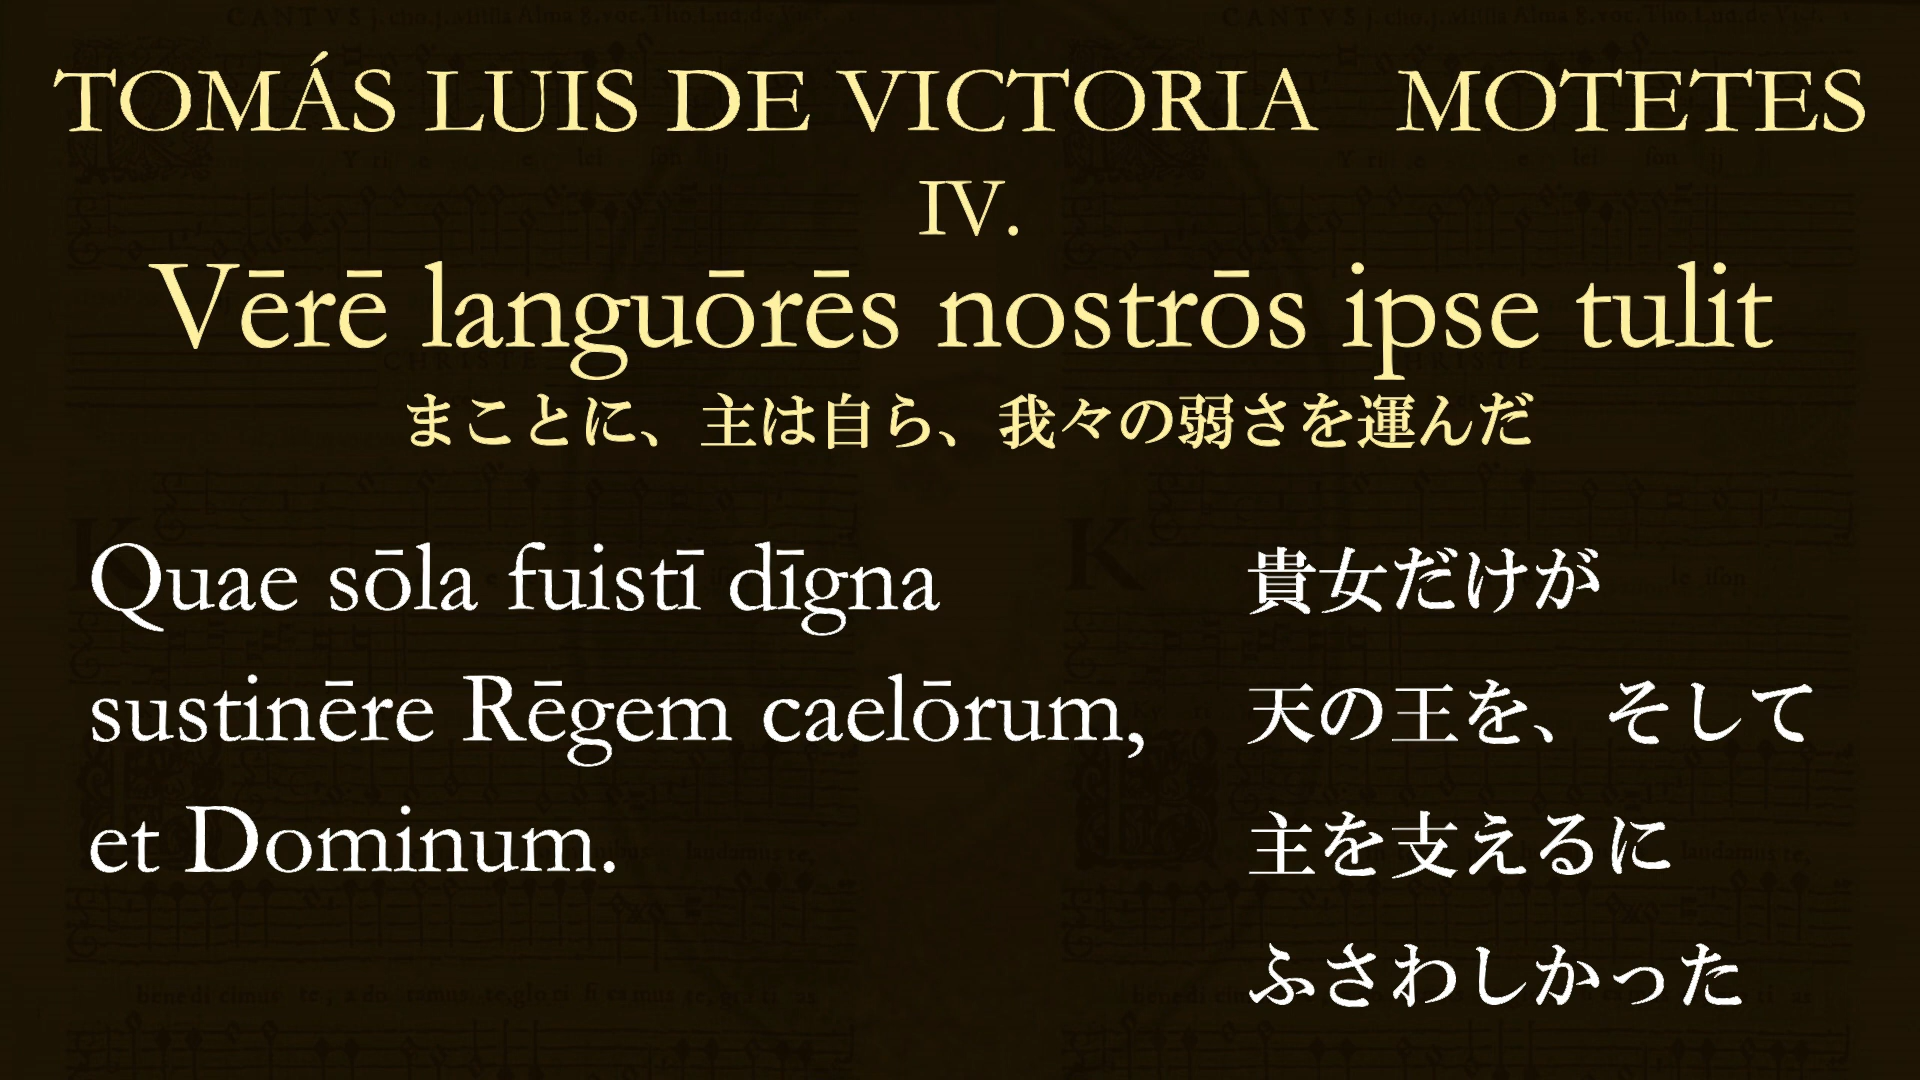 TOMÁS LUIS DE VICTORIA MOTETES
IV.
Vērē languōrēs nostrōs ipse tulit
まことに、主は自ら、我々の弱さを運んだ
Quae sōla fuistī dīgna
sustinēre Rēgem caelōrum,
et Dominum.
貴女だけが
天の王を、そして
主を支えるに
ふさわしかった